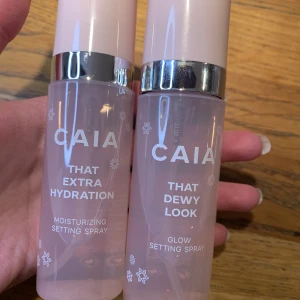 CAIA
THAT
EXTRA
HYDRATION
MOISTURIZING
SETTING SPRAY
CAIA
THAT
DEWY
LOOK
GLOW
SETTING SPRAY